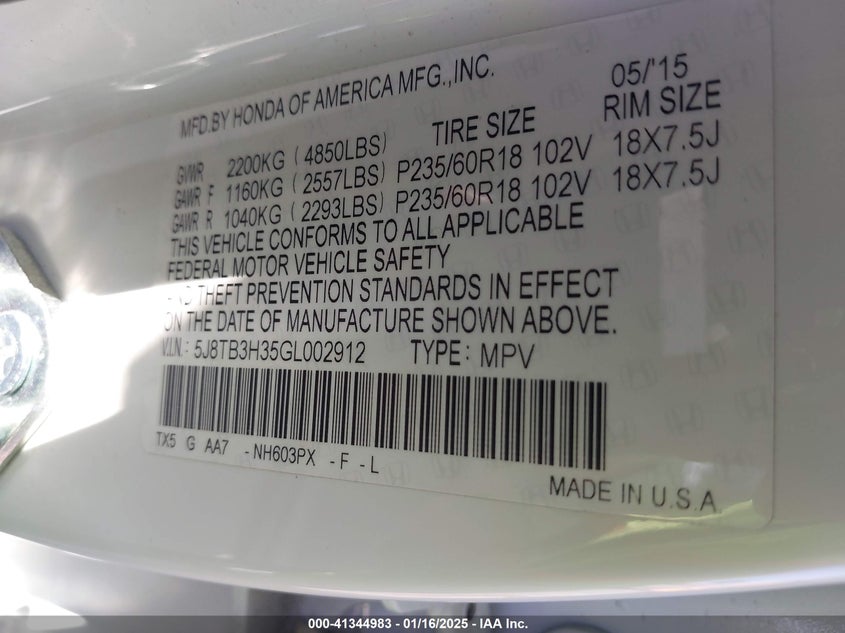 MFD.BY HONDA OF AMERICA MFG.,INC. 05/'15
TIRE SIZE RIM SIZE
GVWR 2200KG (4850LBS)
GAWR F 1160KG (2557LBS) P235/60R18 102V 18X7.5J
GAWR R 1040KG (2293LBS) P235/60R18 102V 18X7.5J
THIS VEHICLE CONFORMS TO ALL APPLICABLE
FEDERAL MOTOR VEHICLE SAFETY
AND THEFT PREVENTION STANDARDS IN EFFECT
ON THE DATE OF MANUFACTURE SHOWN ABOVE.
V.I.N.: 5J8TB3H35GL002912 TYPE: MPV
TX5 G AA7 -NH603PX -F-L
MADE IN U.S.A.
000-41344983 - 01/16/2025 - IAA Inc.